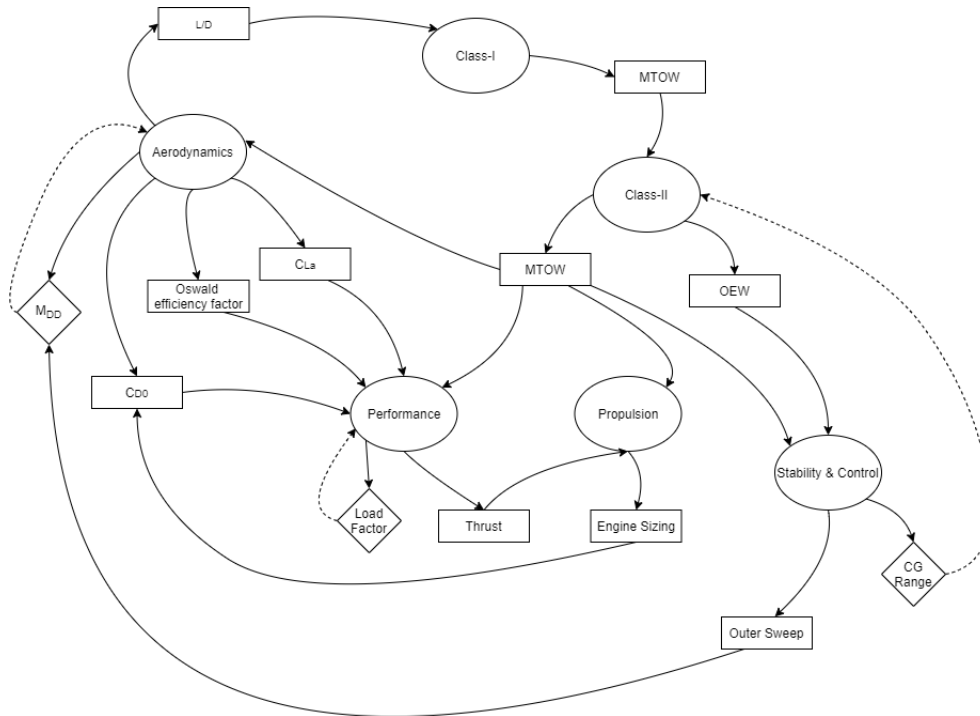 L/D
Class-I
MTOW
Aerodynamics
Class-II
CLa
MTOW
Oswald
efficiency factor
OEW
MDD
CD0
Performance
Propulsion
Stability & Control
Load
Factor
Thrust
Engine Sizing
CG
Range
Outer Sweep